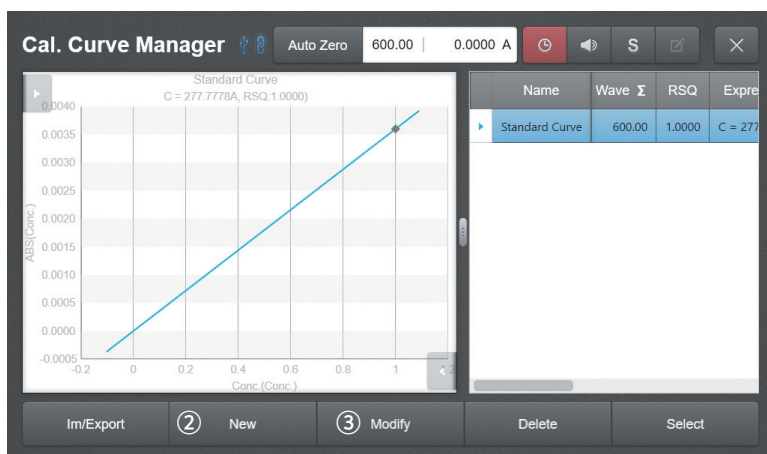 Cal. Curve Manager Auto Zero 600.00 0.0000 A S
Standard Curve
C = 277.7778A, RSQ:1.0000)
ABS(Conc.)
0.0040
0.0035
0.0030
0.0025
0.0020
0.0015
0.0010
0.0005
0.0000
-0.0005
-0.2 0 0.2 0.4 0.6 0.8 1
Conc.(Conc.)
Name Wave Σ RSQ Expre
Standard Curve 600.00 1.0000 C = 277
Im/Export ② New ③ Modify Delete Select